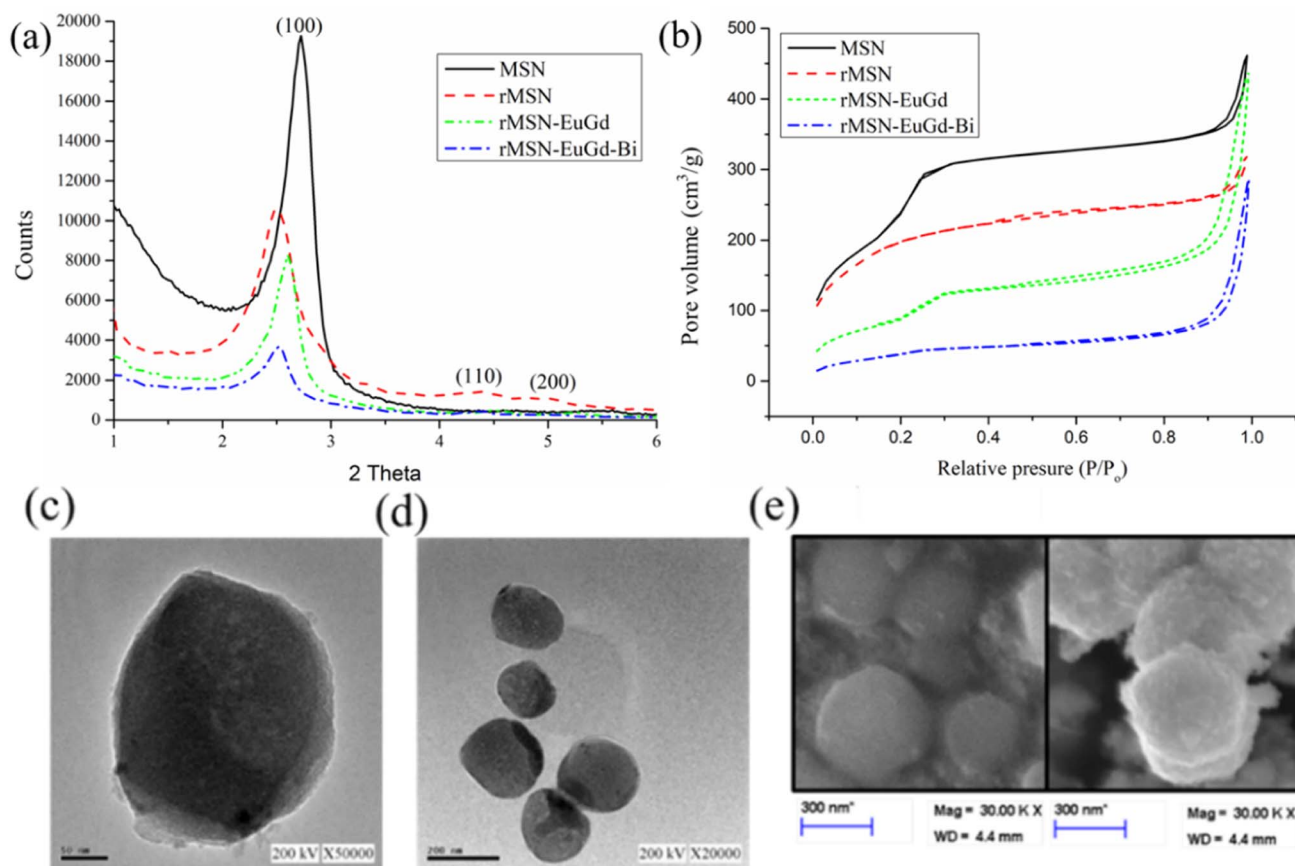 (a)
(100)
20000
18000
16000
14000
12000
10000
8000
6000
4000
2000
0
Counts
MSN
rMSN
rMSN-EuGd
rMSN-EuGd-Bi
(110)
(200)
1
2
3
4
5
6
2 Theta
(b)
500
400
300
200
100
0
Pore volume (cm³/g)
MSN
rMSN
rMSN-EuGd
rMSN-EuGd-Bi
0.0
0.2
0.4
0.6
0.8
1.0
Relative presure (P/Pₒ)
(c)
50 nm
200 kV X50000
(d)
200 nm
200 kV X20000
(e)
300 nm*
Mag = 30.00 K X
WD = 4.4 mm
300 nm*
Mag = 30.00 K X
WD = 4.4 mm